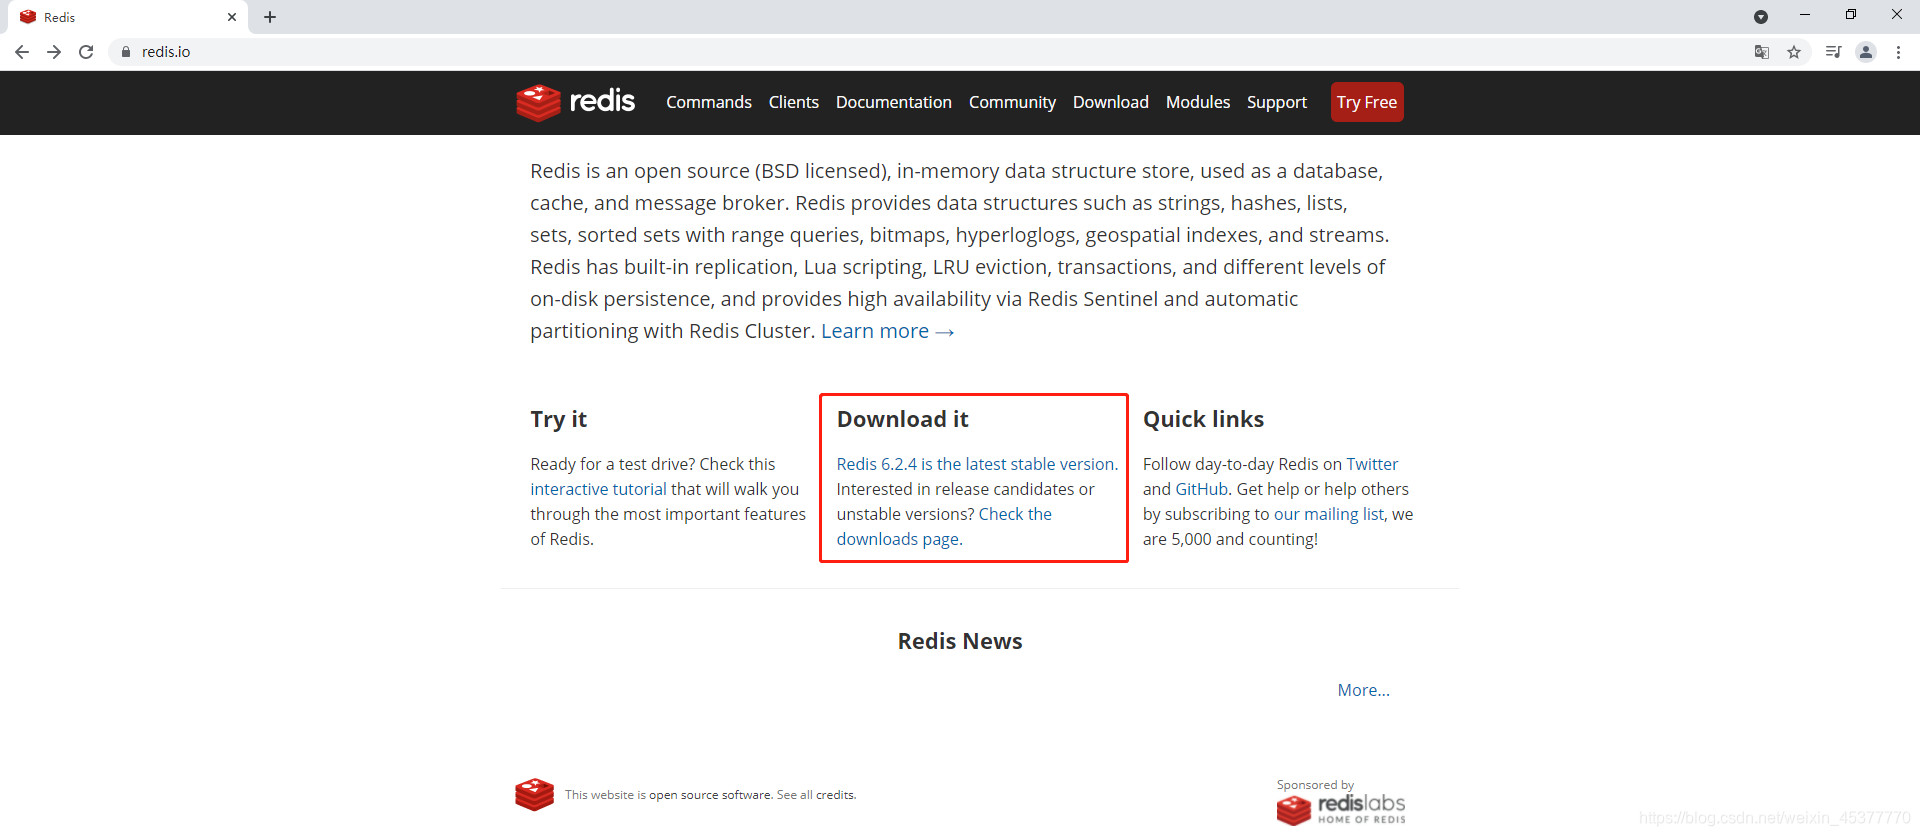 Redis
redis.io
redis Commands Clients Documentation Community Download Modules Support Try Free
Redis is an open source (BSD licensed), in-memory data structure store, used as a database,
cache, and message broker. Redis provides data structures such as strings, hashes, lists,
sets, sorted sets with range queries, bitmaps, hyperloglogs, geospatial indexes, and streams.
Redis has built-in replication, Lua scripting, LRU eviction, transactions, and different levels of
on-disk persistence, and provides high availability via Redis Sentinel and automatic
partitioning with Redis Cluster. Learn more →
Try it
Ready for a test drive? Check this
interactive tutorial that will walk you
through the most important features
of Redis.
Download it
Redis 6.2.4 is the latest stable version.
Interested in release candidates or
unstable versions? Check the
downloads page.
Quick links
Follow day-to-day Redis on Twitter
and GitHub. Get help or help others
by subscribing to our mailing list, we
are 5,000 and counting!
Redis News
More...
This website is open source software. See all credits.
Sponsored by
redislabs
HOME OF REDIS
https://blog.csdn.net/weixin_45377770